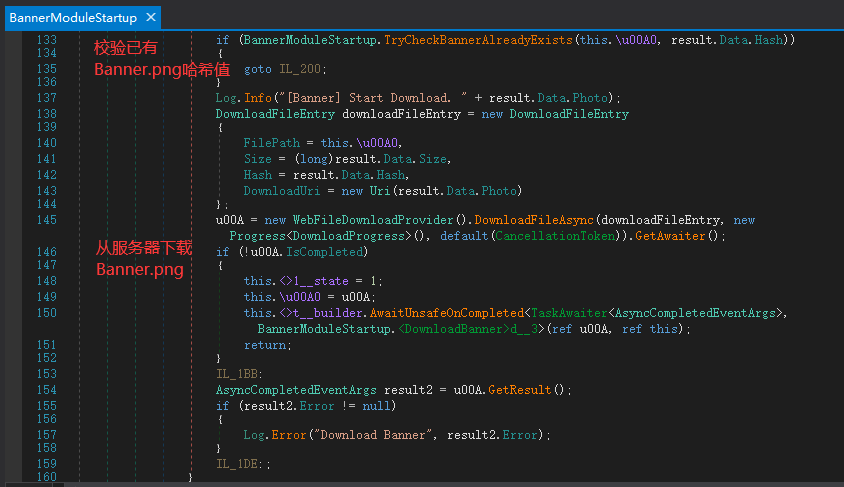 BannerModuleStartup ✕
133 if (BannerModuleStartup.TryCheckBannerAlreadyExists(this.\u00A0, result.Data.Hash))
134 {
校验已有
135 goto IL_200;
Banner.png哈希值
136 }
137 Log.Info("[Banner] Start Download. " + result.Data.Photo);
138 DownloadFileEntry downloadFileEntry = new DownloadFileEntry
139 {
140 FilePath = this.\u00A0,
141 Size = (long)result.Data.Size,
142 Hash = result.Data.Hash,
143 DownloadUri = new Uri(result.Data.Photo)
144 };
145 u00A = new WebFileDownloadProvider().DownloadFileAsync(downloadFileEntry, new
Progress<DownloadProgress>(), default(CancellationToken)).GetAwaiter();
从服务器下载
146 if (!u00A.IsCompleted)
Banner.png
147 {
148 this.<>1__state = 1;
149 this.\u00A0 = u00A;
150 this.<>t__builder.AwaitUnsafeOnCompleted<TaskAwaiter<AsyncCompletedEventArgs>,
BannerModuleStartup.<DownloadBanner>d__3>(ref u00A, ref this);
151 return;
152 }
153 IL_1BB:
154 AsyncCompletedEventArgs result2 = u00A.GetResult();
155 if (result2.Error != null)
156 {
157 Log.Error("Download Banner", result2.Error);
158 }
159 IL_1DE:;
160 }